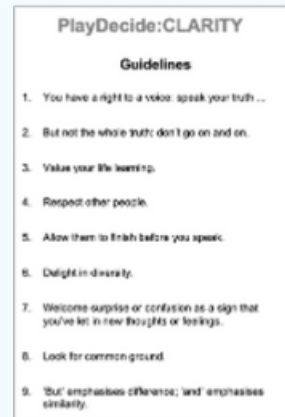 PlayDecide:CLARITY
Guidelines
1. You have a right to a voice: speak your truth ...
2. But not the whole truth: don't go on and on.
3. Value your life learning.
4. Respect other people.
5. Allow them to finish before you speak.
6. Delight in diversity.
7. Welcome surprise or confusion as a sign that
you've let in new thoughts or feelings.
8. Look for common ground.
9. 'But' emphasises difference; 'and' emphasises
similarity.